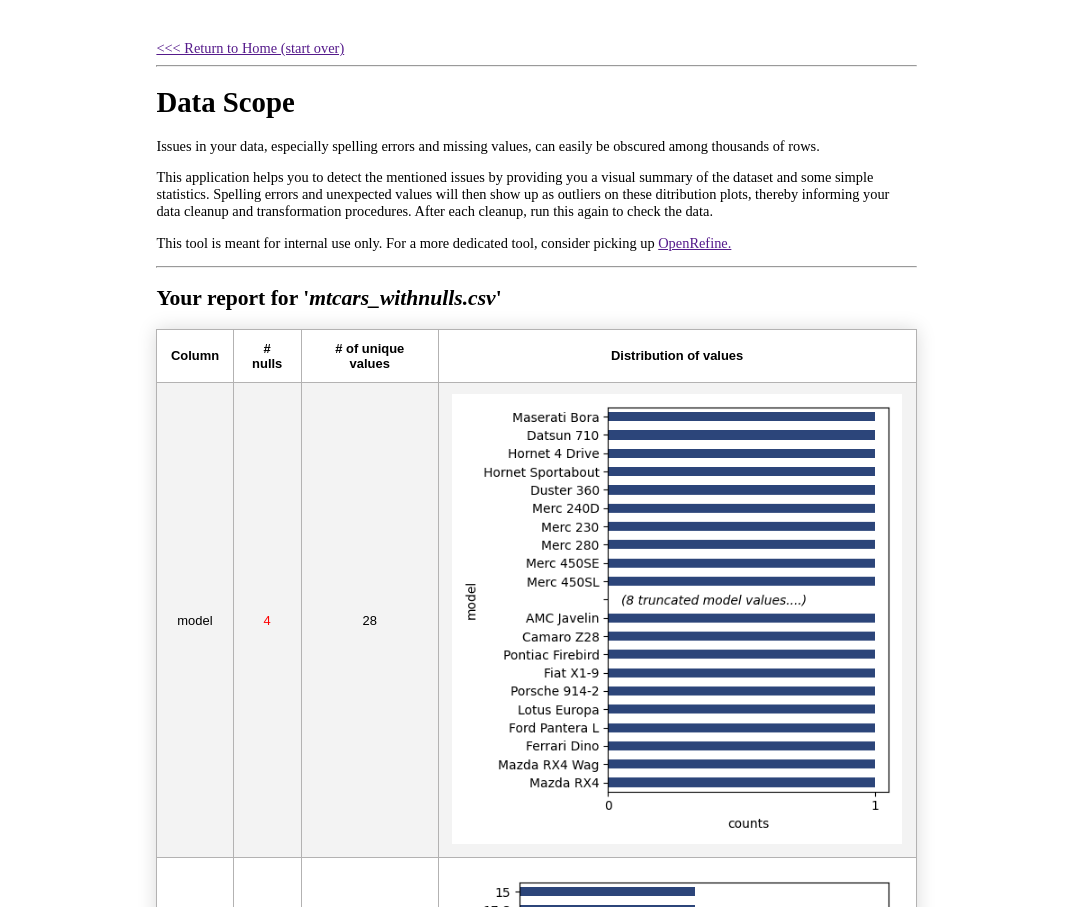 <<< Return to Home (start over)
Data Scope
Issues in your data, especially spelling errors and missing values, can easily be obscured among thousands of rows.
This application helps you to detect the mentioned issues by providing you a visual summary of the dataset and some simple
statistics. Spelling errors and unexpected values will then show up as outliers on these ditribution plots, thereby informing your
data cleanup and transformation procedures. After each cleanup, run this again to check the data.
This tool is meant for internal use only. For a more dedicated tool, consider picking up OpenRefine.
Your report for 'mtcars_withnulls.csv'
Column
#
nulls
# of unique
values
Distribution of values
model
4
28
model
Maserati Bora
Datsun 710
Hornet 4 Drive
Hornet Sportabout
Duster 360
Merc 240D
Merc 230
Merc 280
Merc 450SE
Merc 450SL
(8 truncated model values....)
AMC Javelin
Camaro Z28
Pontiac Firebird
Fiat X1-9
Porsche 914-2
Lotus Europa
Ford Pantera L
Ferrari Dino
Mazda RX4 Wag
Mazda RX4
0
1
counts
15